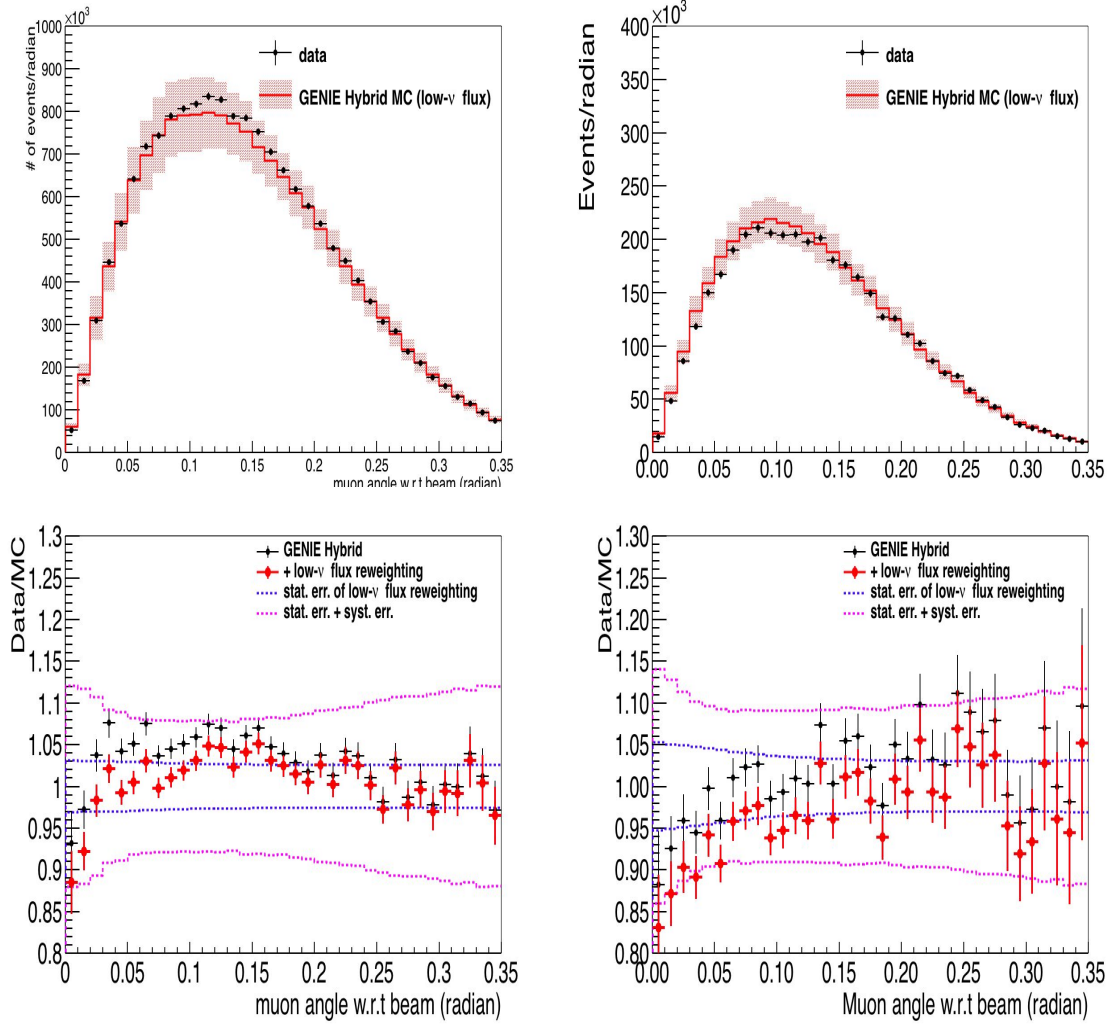 ×10³
1000
900
800
700
600
500
400
300
200
100
0
# of events/radian
data
GENIE Hybrid MC (low-ν flux)
0 0.05 0.1 0.15 0.2 0.25 0.3 0.35
muon angle w.r.t beam (radian)
×10³
400
350
300
250
200
150
100
50
0
Events/radian
data
GENIE Hybrid MC (low-ν flux)
0.00 0.05 0.10 0.15 0.20 0.25 0.30 0.35
1.3
1.25
1.2
1.15
1.1
1.05
1
0.95
0.9
0.85
0.8
Data/MC
GENIE Hybrid
+ low-ν flux reweighting
stat. err. of low-ν flux reweighting
stat. err. + syst. err.
0 0.05 0.1 0.15 0.2 0.25 0.3 0.35
muon angle w.r.t beam (radian)
1.30
1.25
1.20
1.15
1.10
1.05
1.00
0.95
0.90
0.85
0.80
Data/MC
GENIE Hybrid
+ low-ν flux reweighting
stat. err. of low-ν flux reweighting
stat. err. + syst. err.
0.00 0.05 0.10 0.15 0.20 0.25 0.30 0.35
Muon angle w.r.t beam (radian)